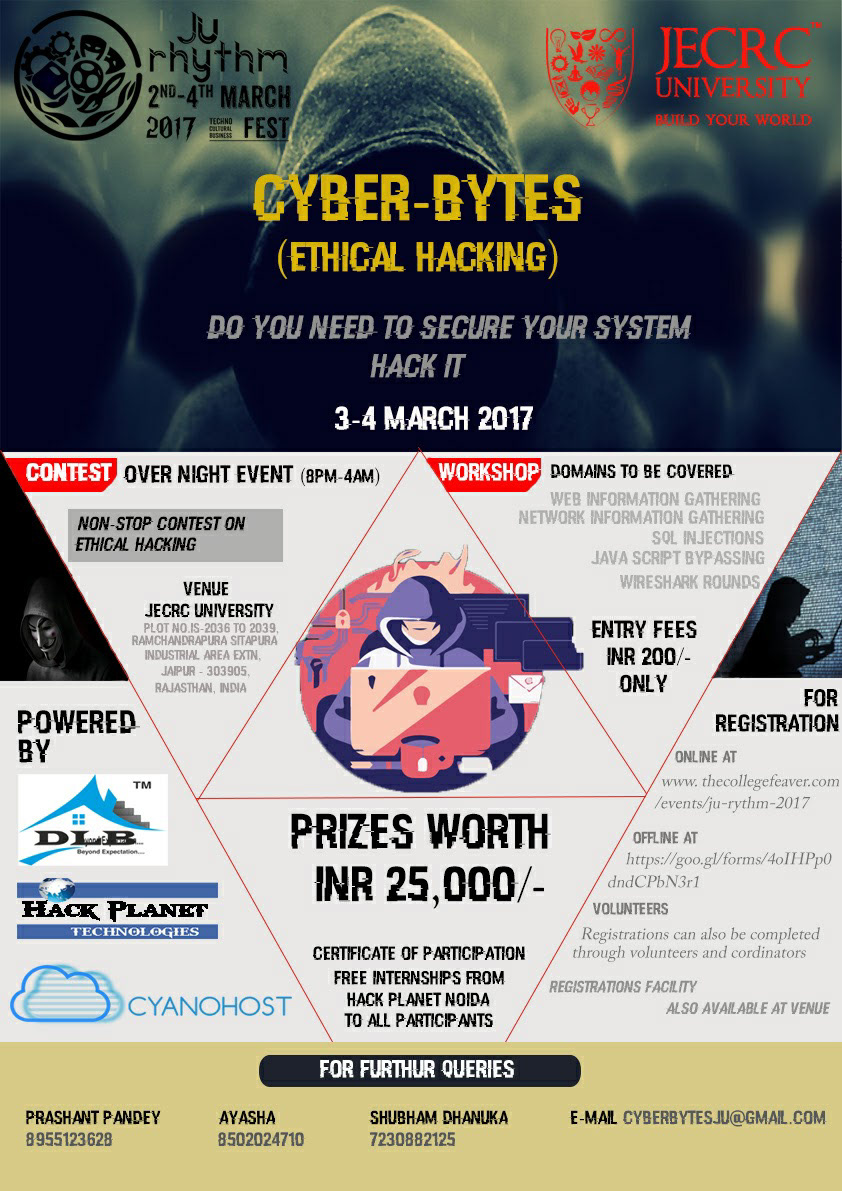 Ju
rhythm
2ND-4TH MARCH
2017 TECHNO CULTURAL BUSINESS FEST
JECRC™
UNIVERSITY
BUILD YOUR WORLD
CYBER-BYTES
(ETHICAL HACKING)
DO YOU NEED TO SECURE YOUR SYSTEM
HACK IT
3-4 MARCH 2017
CONTEST OVER NIGHT EVENT (8PM-4AM)
NON-STOP CONTEST ON
ETHICAL HACKING
VENUE
JECRC UNIVERSITY
PLOT NO.IS-2036 TO 2039,
RAMCHANDRAPURA SITAPURA
INDUSTRIAL AREA EXTN,
JAIPUR - 303905,
RAJASTHAN, INDIA
WORKSHOP DOMAINS TO BE COVERED
WEB INFORMATION GATHERING
NETWORK INFORMATION GATHERING
SQL INJECTIONS
JAVA SCRIPT BYPASSING
WIRESHARK ROUNDS
ENTRY FEES
INR 200/-
ONLY
POWERED
BY
TM
DLB
Beyond Expectation....
HACK PLANET
TECHNOLOGIES
CYANOHOST
PRIZES WORTH
INR 25,000/-
CERTIFICATE OF PARTICIPATION
FREE INTERNSHIPS FROM
HACK PLANET NOIDA
TO ALL PARTICIPANTS
FOR
REGISTRATION
ONLINE AT
www. thecollegefeaver.com
/events/ju-rythm-2017
OFFLINE AT
https://goo.gl/forms/4oIHPp0
dndCPbN3r1
VOLUNTEERS
Registrations can also be completed
through volunteers and cordinators
REGISTRATIONS FACILITY
ALSO AVAILABLE AT VENUE
FOR FURTHUR QUERIES
PRASHANT PANDEY AYASHA SHUBHAM DHANUKA E-MAIL CYBERBYTESJU@GMAIL.COM
8955123628 8502024710 7230882125